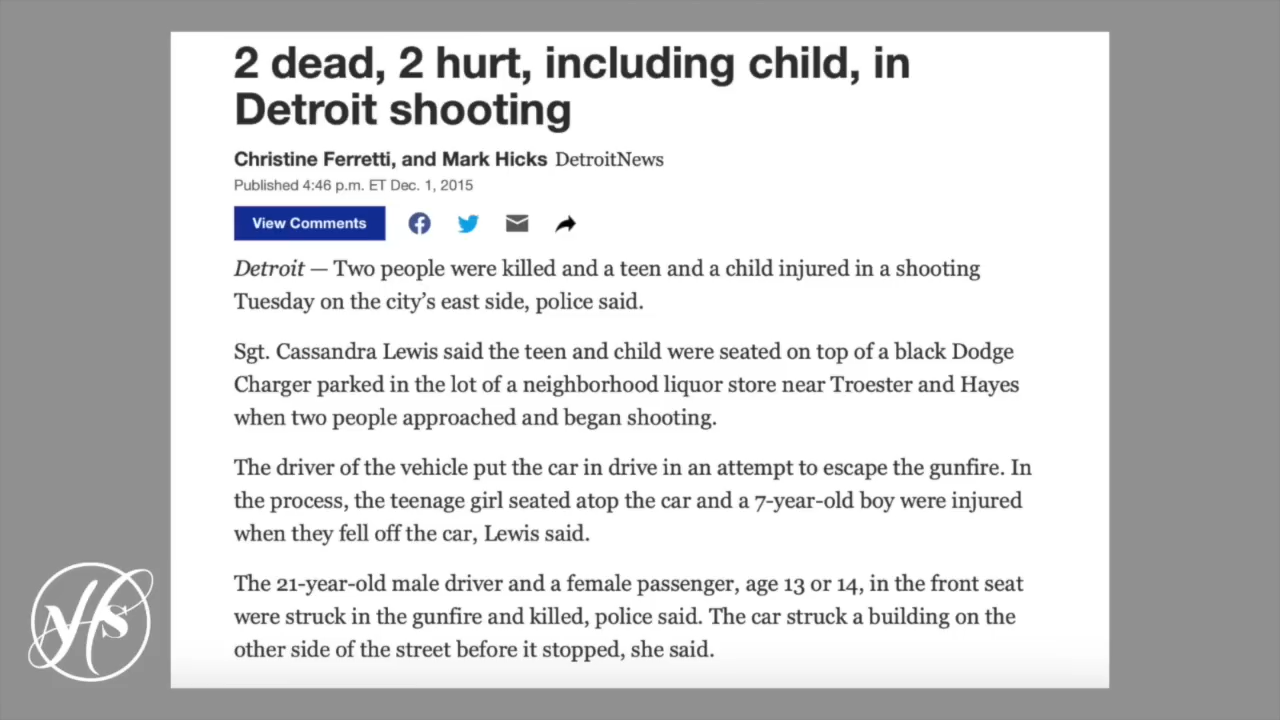 2 dead, 2 hurt, including child, in
Detroit shooting
Christine Ferretti, and Mark Hicks DetroitNews
Published 4:46 p.m. ET Dec. 1, 2015
View Comments
Detroit — Two people were killed and a teen and a child injured in a shooting
Tuesday on the city’s east side, police said.
Sgt. Cassandra Lewis said the teen and child were seated on top of a black Dodge
Charger parked in the lot of a neighborhood liquor store near Troester and Hayes
when two people approached and began shooting.
The driver of the vehicle put the car in drive in an attempt to escape the gunfire. In
the process, the teenage girl seated atop the car and a 7-year-old boy were injured
when they fell off the car, Lewis said.
The 21-year-old male driver and a female passenger, age 13 or 14, in the front seat
were struck in the gunfire and killed, police said. The car struck a building on the
other side of the street before it stopped, she said.